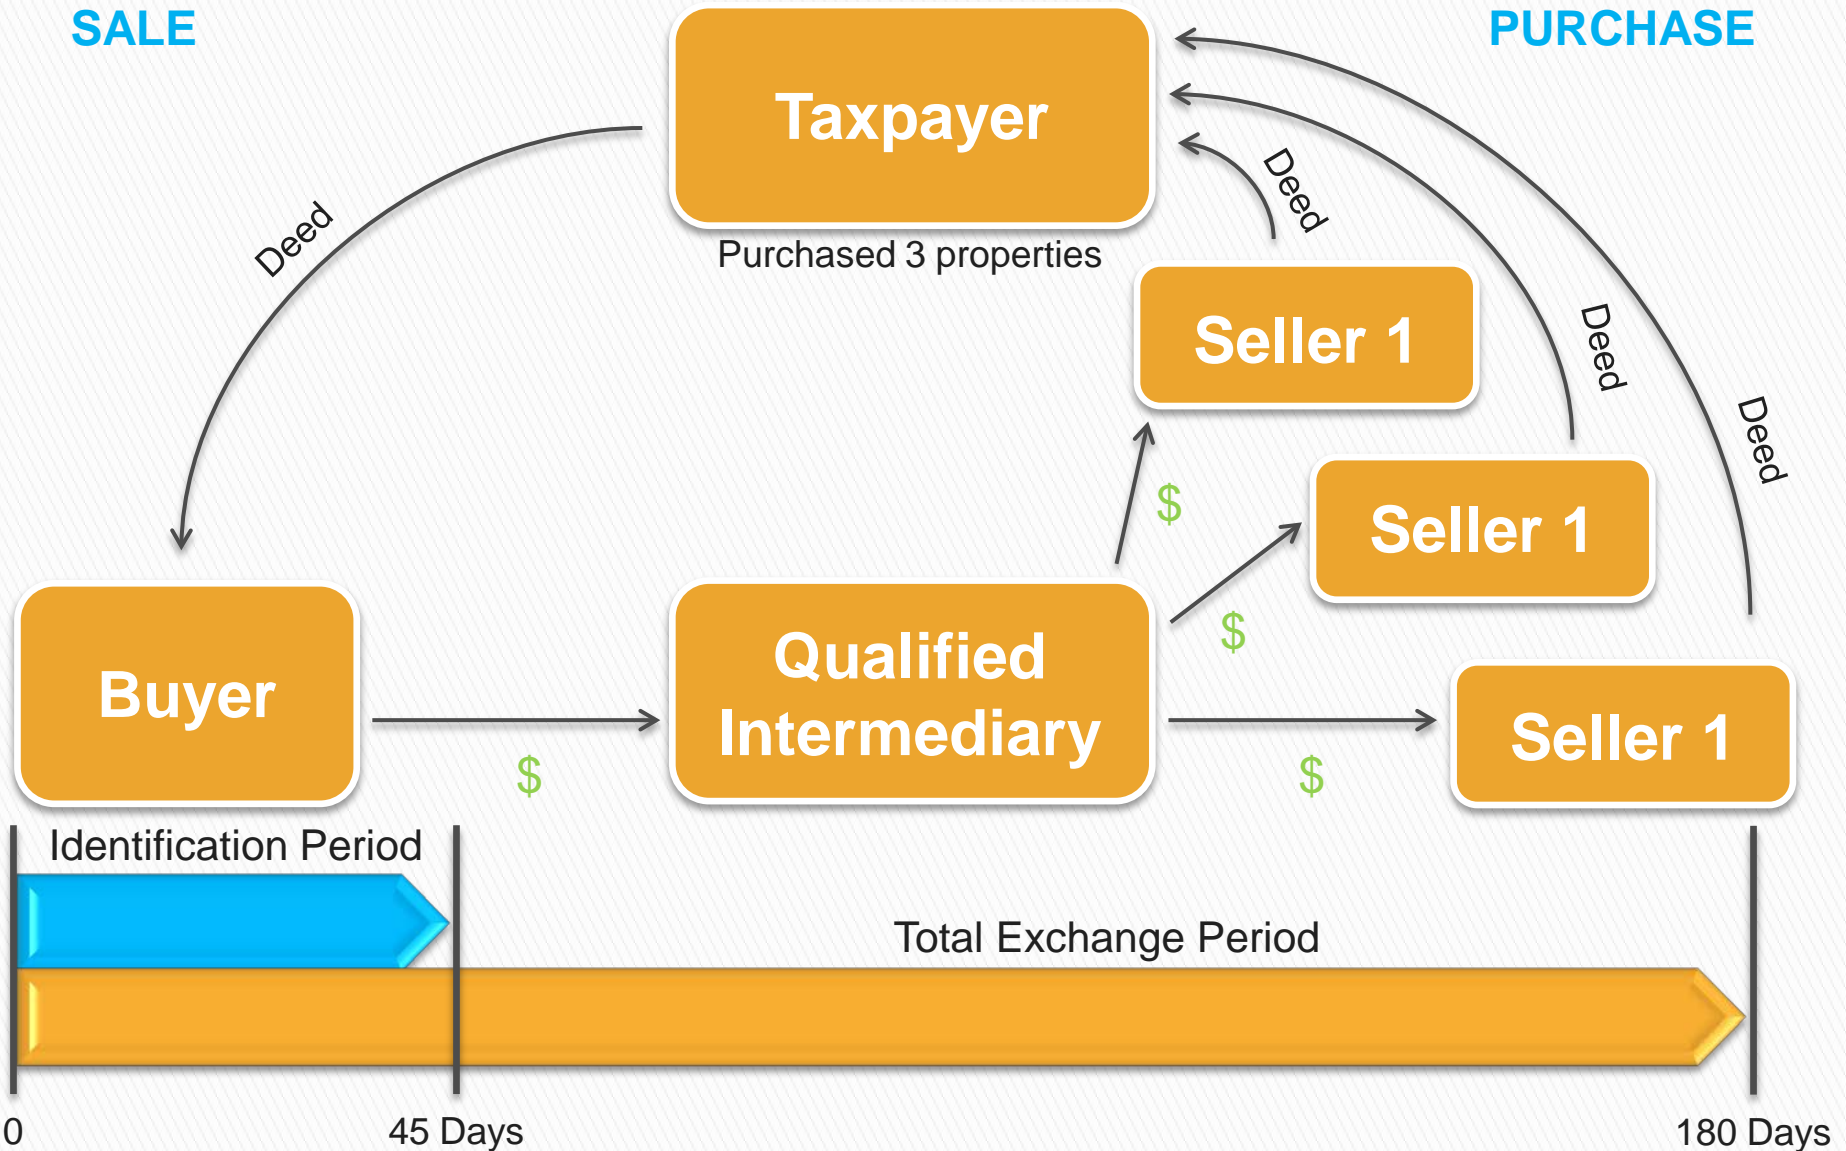 SALE
PURCHASE
Taxpayer
Purchased 3 properties
Deed
Deed
Deed
Deed
Seller 1
Seller 1
Seller 1
$
$
$
$
Buyer
Qualified
Intermediary
Identification Period
Total Exchange Period
0
45 Days
180 Days